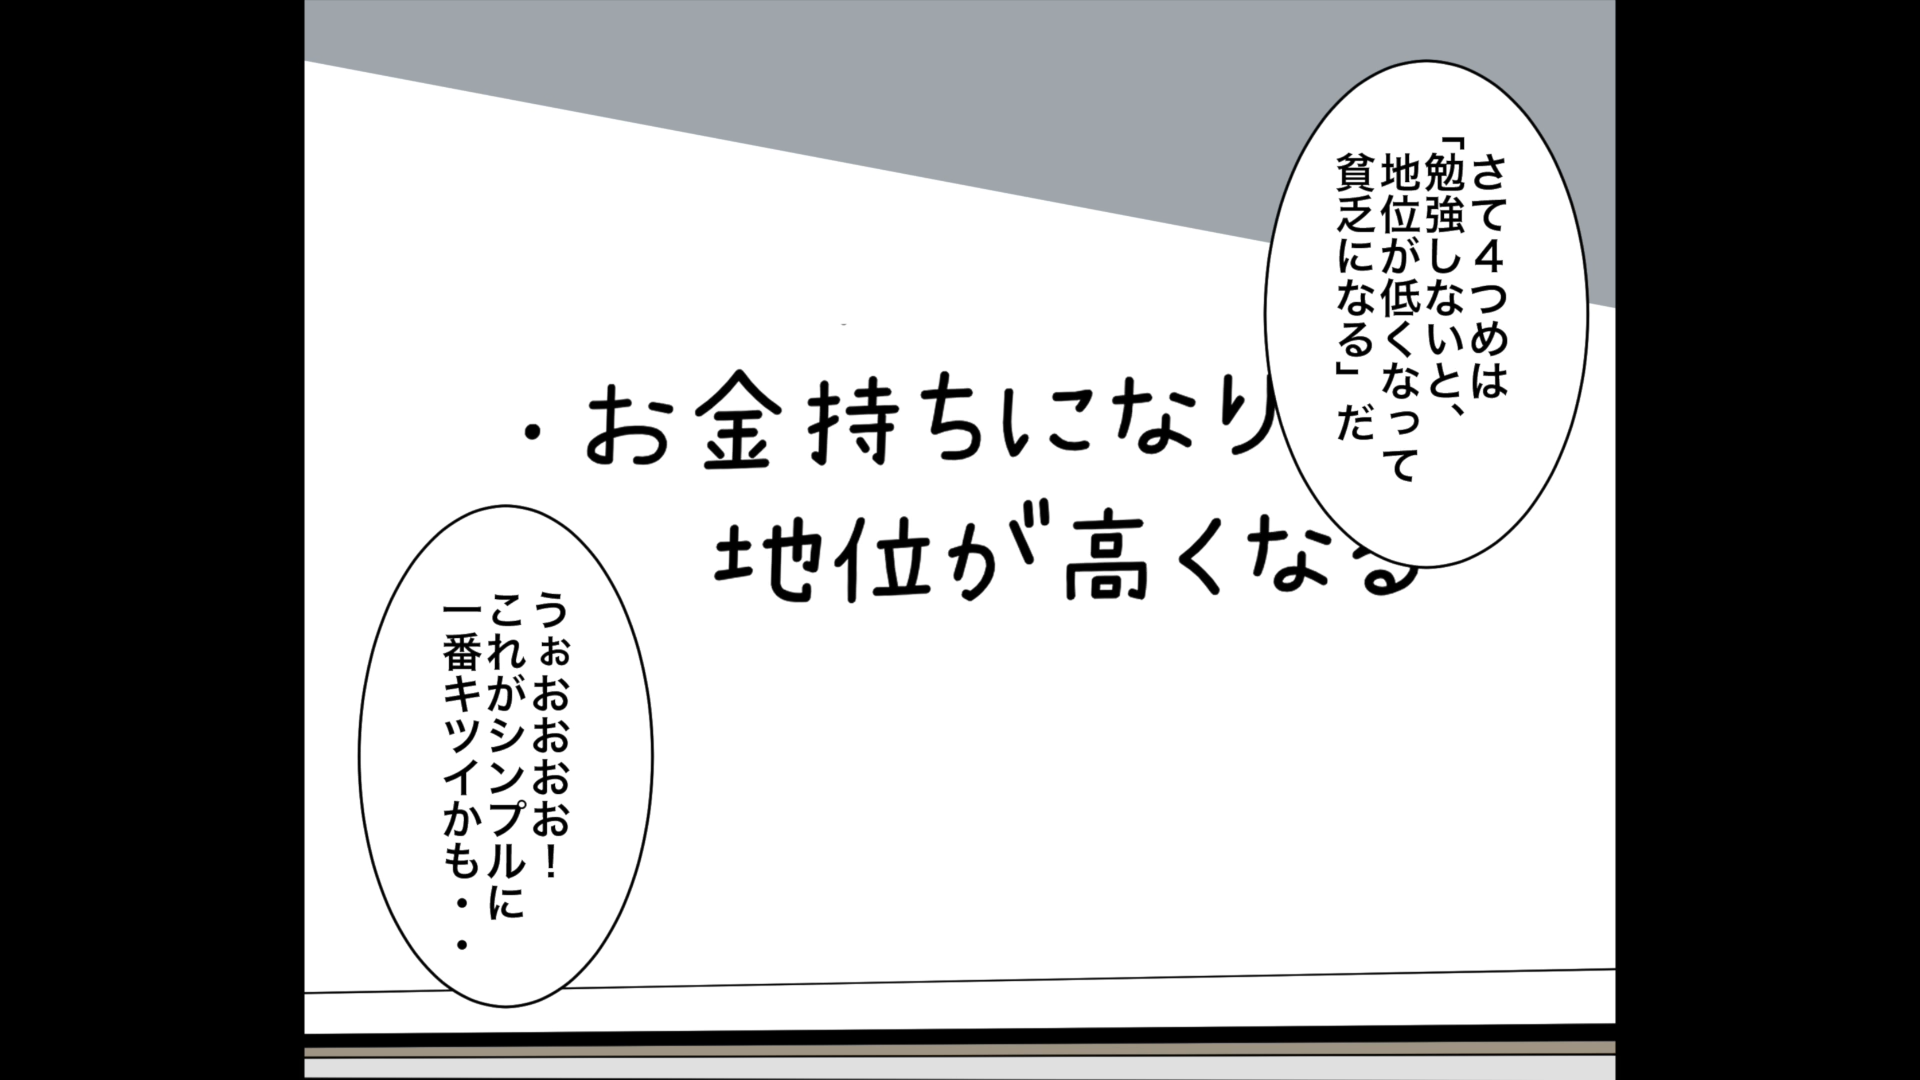 さて４つめは
「勉強しないと、
地位が低くなって
貧乏になる」だ
・お金持ちになり
地位が高くなる
うぉおおおお！
これがシンプルに
一番キツイかも・・